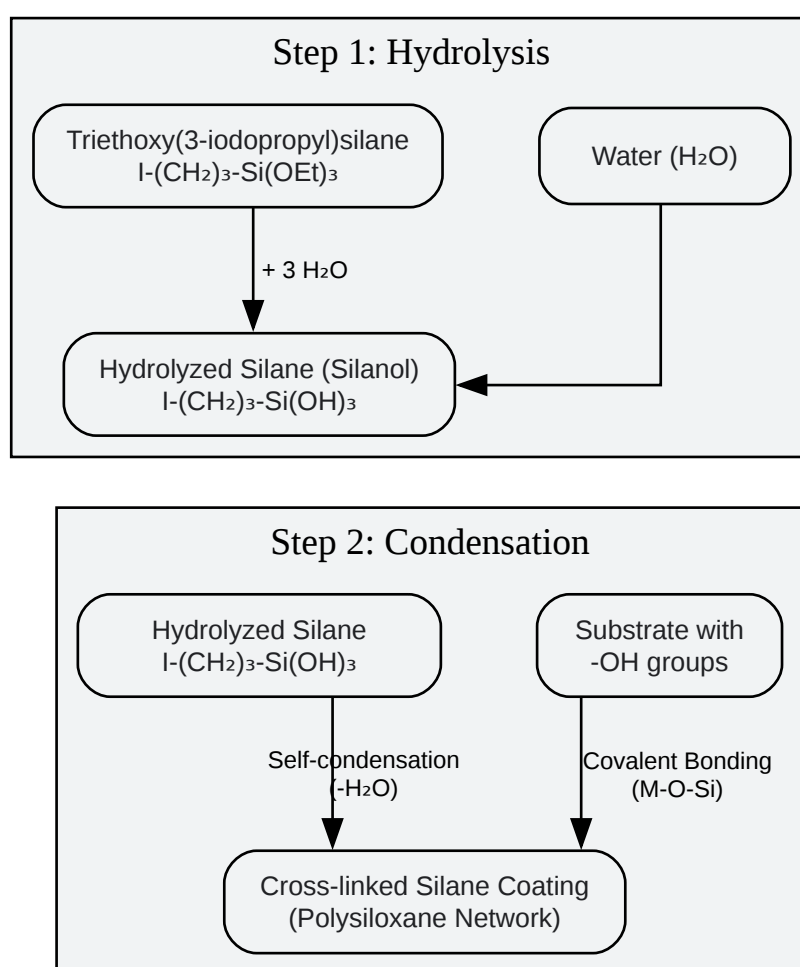 Step 1: Hydrolysis
Triethoxy(3-iodopropyl)silane
I-(CH₂)₃-Si(OEt)₃
Water (H₂O)
+ 3 H₂O
Hydrolyzed Silane (Silanol)
I-(CH₂)₃-Si(OH)₃
Step 2: Condensation
Hydrolyzed Silane
I-(CH₂)₃-Si(OH)₃
Substrate with
-OH groups
Self-condensation
(-H₂O)
Covalent Bonding
(M-O-Si)
Cross-linked Silane Coating
(Polysiloxane Network)